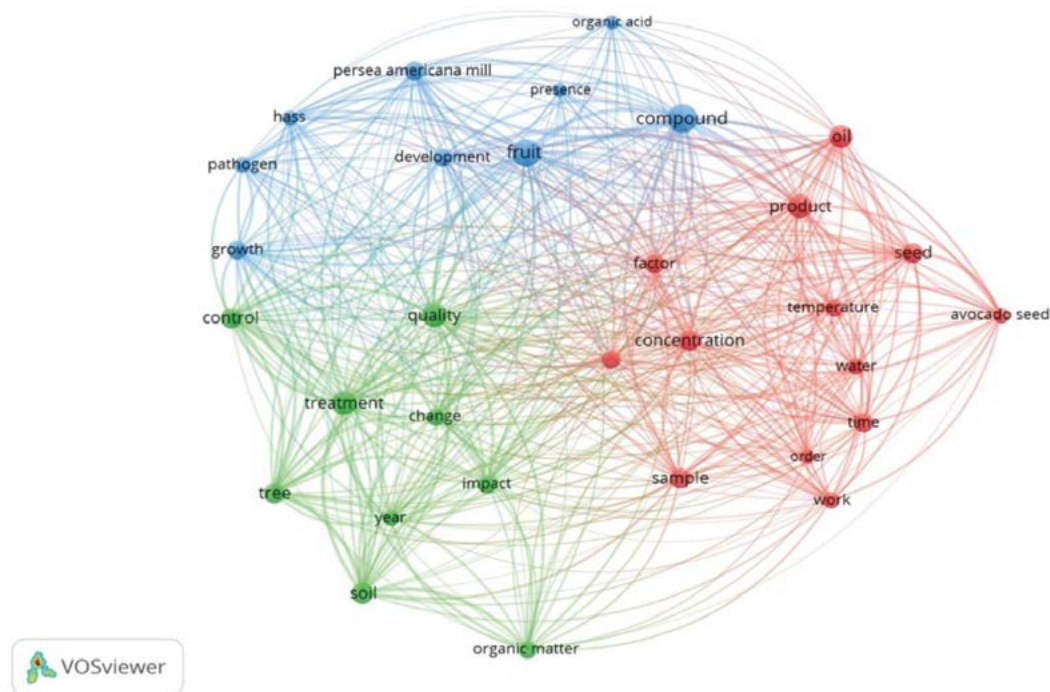 organic acid
persea americana mill
presence
hass
compound
oil
pathogen
development
fruit
product
growth
factor
seed
control
quality
temperature
avocado seed
concentration
water
treatment
change
time
order
tree
impact
sample
work
year
soil
organic matter
VOSviewer